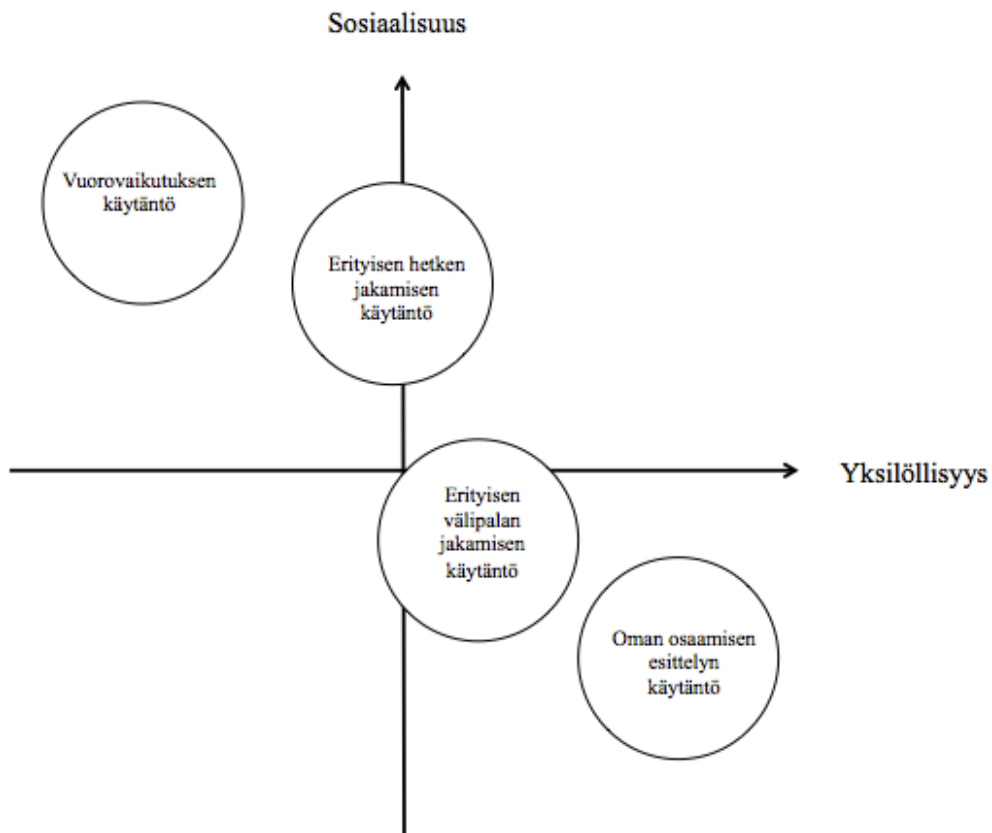 Sosiaalisuus
Vuorovaikutuksen
käytäntö
Erityisen hetken
jakamisen
käytäntö
Yksilöllisyys
Erityisen
välipalan
jakamisen
käytäntö
Oman osaamisen
esittelyn
käytäntö